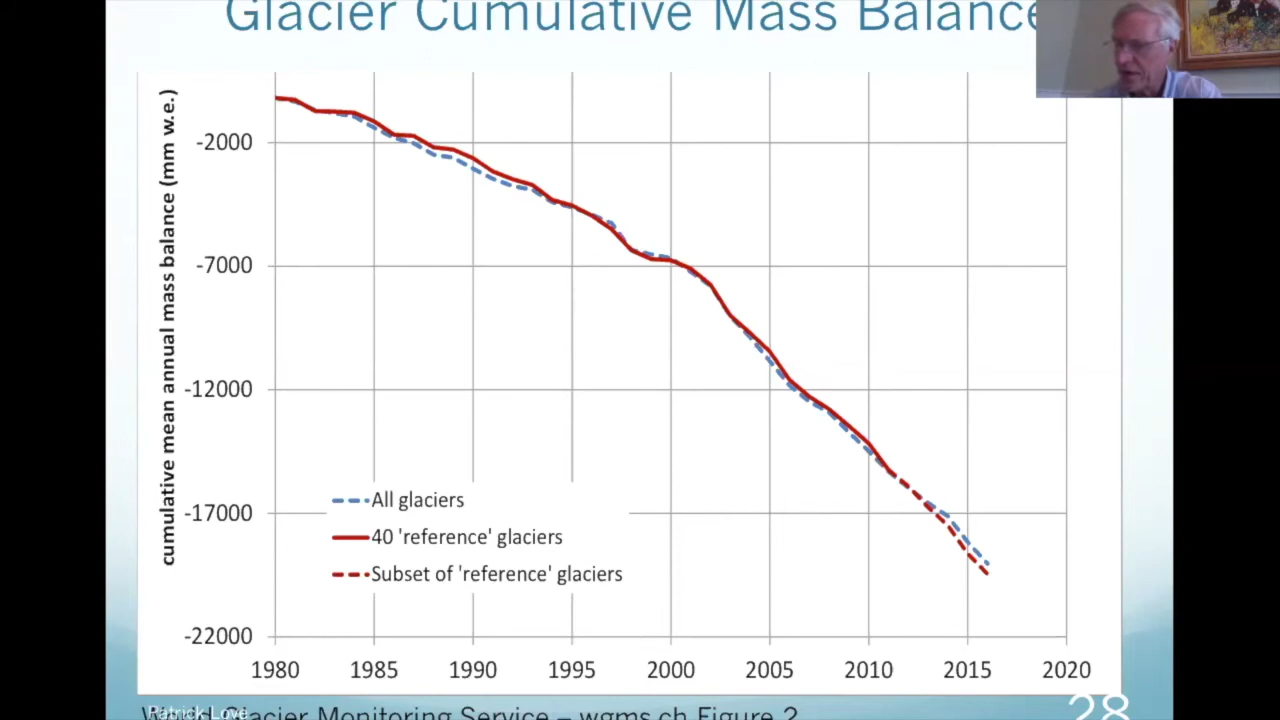 Glacier Cumulative Mass Balance
cumulative mean annual mass balance (mm w.e.)
-2000
-7000
-12000
-17000
-22000
All glaciers
40 'reference' glaciers
Subset of 'reference' glaciers
1980 1985 1990 1995 2000 2005 2010 2015 2020
Patrick Love
Glacier Monitoring Service – wgms.ch Figure 2
28